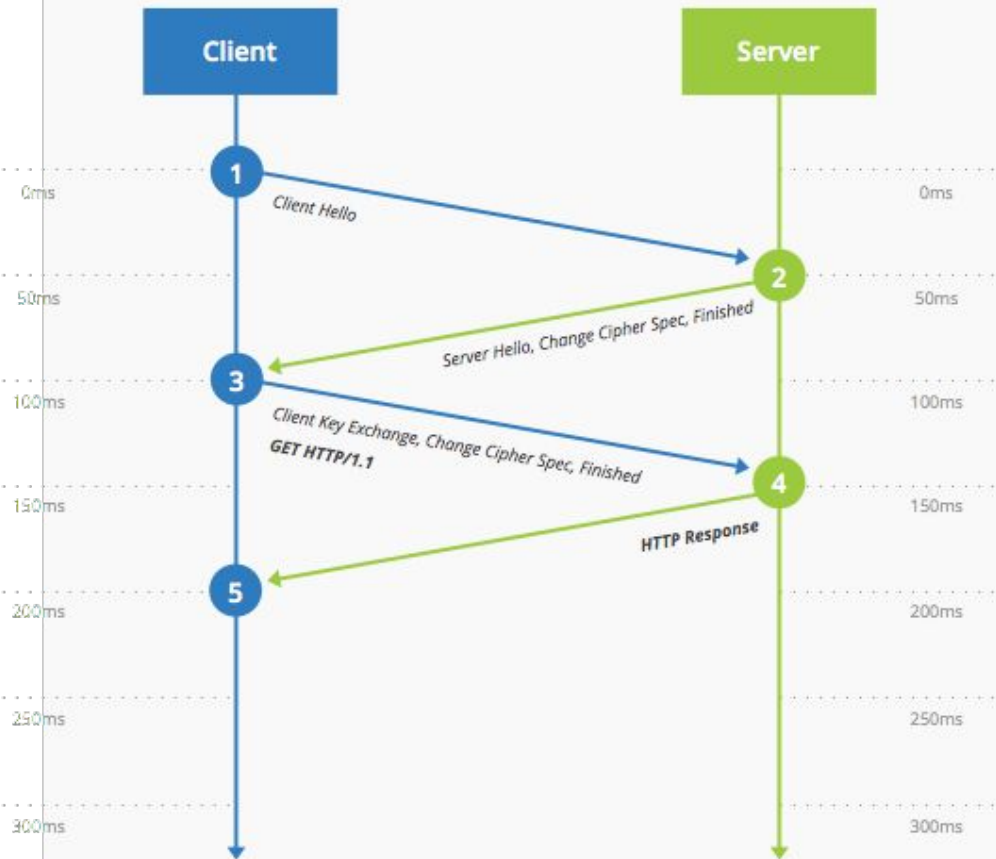 Client
Server
1
0ms
0ms
Client Hello
2
50ms
50ms
Server Hello, Change Cipher Spec, Finished
3
100ms
100ms
Client Key Exchange, Change Cipher Spec, Finished
GET HTTP/1.1
4
150ms
150ms
HTTP Response
5
200ms
200ms
250ms
250ms
300ms
300ms